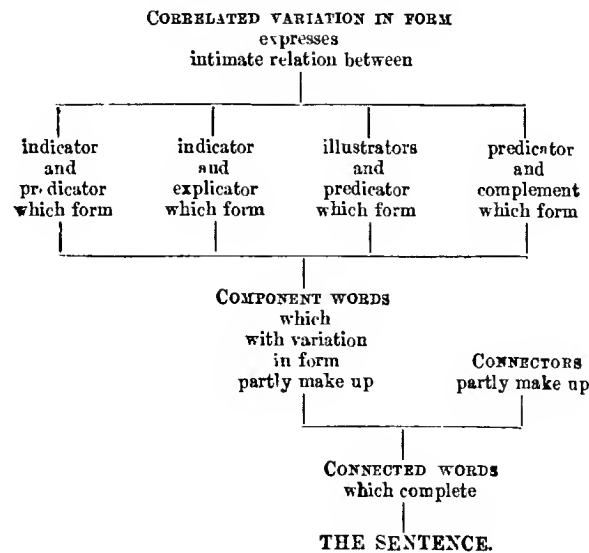 CORRELATED VARIATION IN FORM
expresses
intimate relation between
indicator
and
predicator
which form
indicator
and
explicator
which form
illustrators
and
predicator
which form
predicator
and
complement
which form
COMPONENT WORDS
which
with variation
in form
partly make up
CONNECTORS
partly make up
CONNECTED WORDS
which complete
THE SENTENCE.